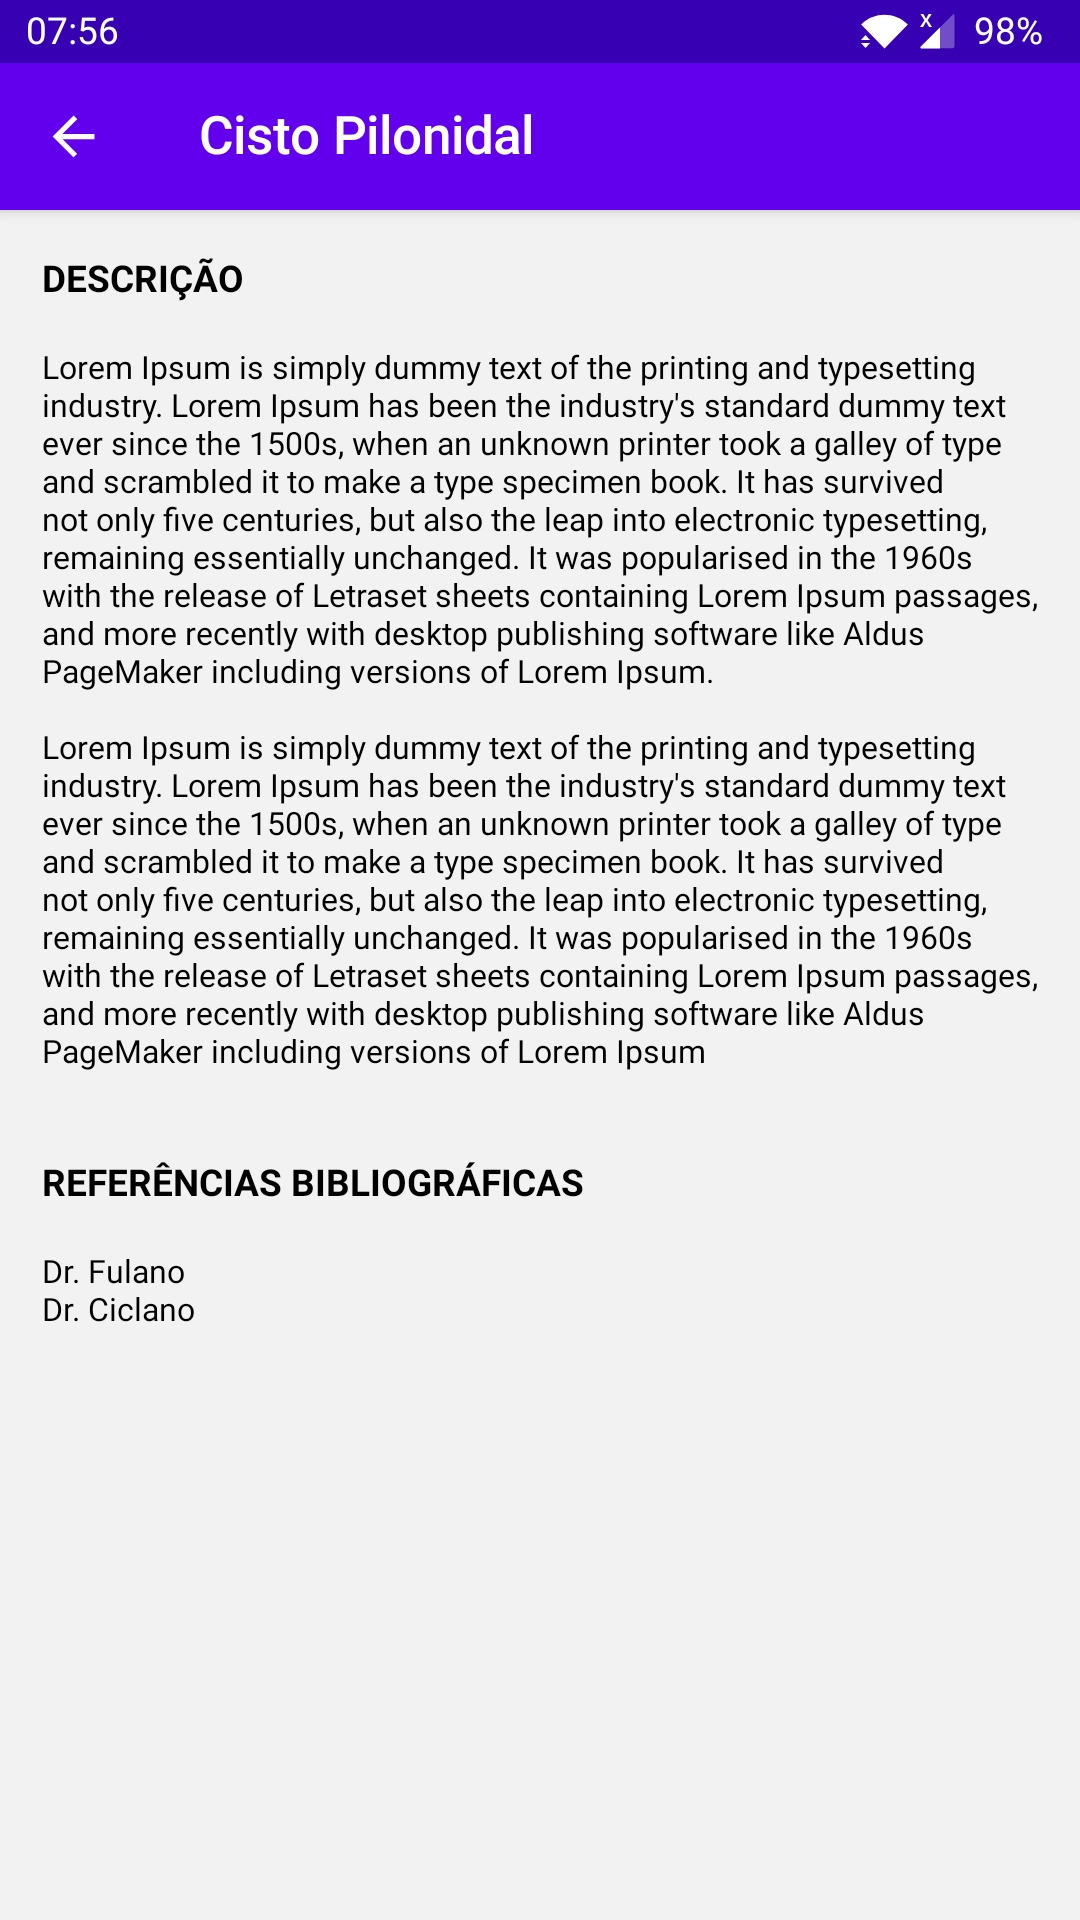 07:56
X
98%
Cisto Pilonidal
DESCRIÇÃO
Lorem Ipsum is simply dummy text of the printing and typesetting
industry. Lorem Ipsum has been the industry's standard dummy text
ever since the 1500s, when an unknown printer took a galley of type
and scrambled it to make a type specimen book. It has survived
not only five centuries, but also the leap into electronic typesetting,
remaining essentially unchanged. It was popularised in the 1960s
with the release of Letraset sheets containing Lorem Ipsum passages,
and more recently with desktop publishing software like Aldus
PageMaker including versions of Lorem Ipsum.
Lorem Ipsum is simply dummy text of the printing and typesetting
industry. Lorem Ipsum has been the industry's standard dummy text
ever since the 1500s, when an unknown printer took a galley of type
and scrambled it to make a type specimen book. It has survived
not only five centuries, but also the leap into electronic typesetting,
remaining essentially unchanged. It was popularised in the 1960s
with the release of Letraset sheets containing Lorem Ipsum passages,
and more recently with desktop publishing software like Aldus
PageMaker including versions of Lorem Ipsum
REFERÊNCIAS BIBLIOGRÁFICAS
Dr. Fulano
Dr. Ciclano